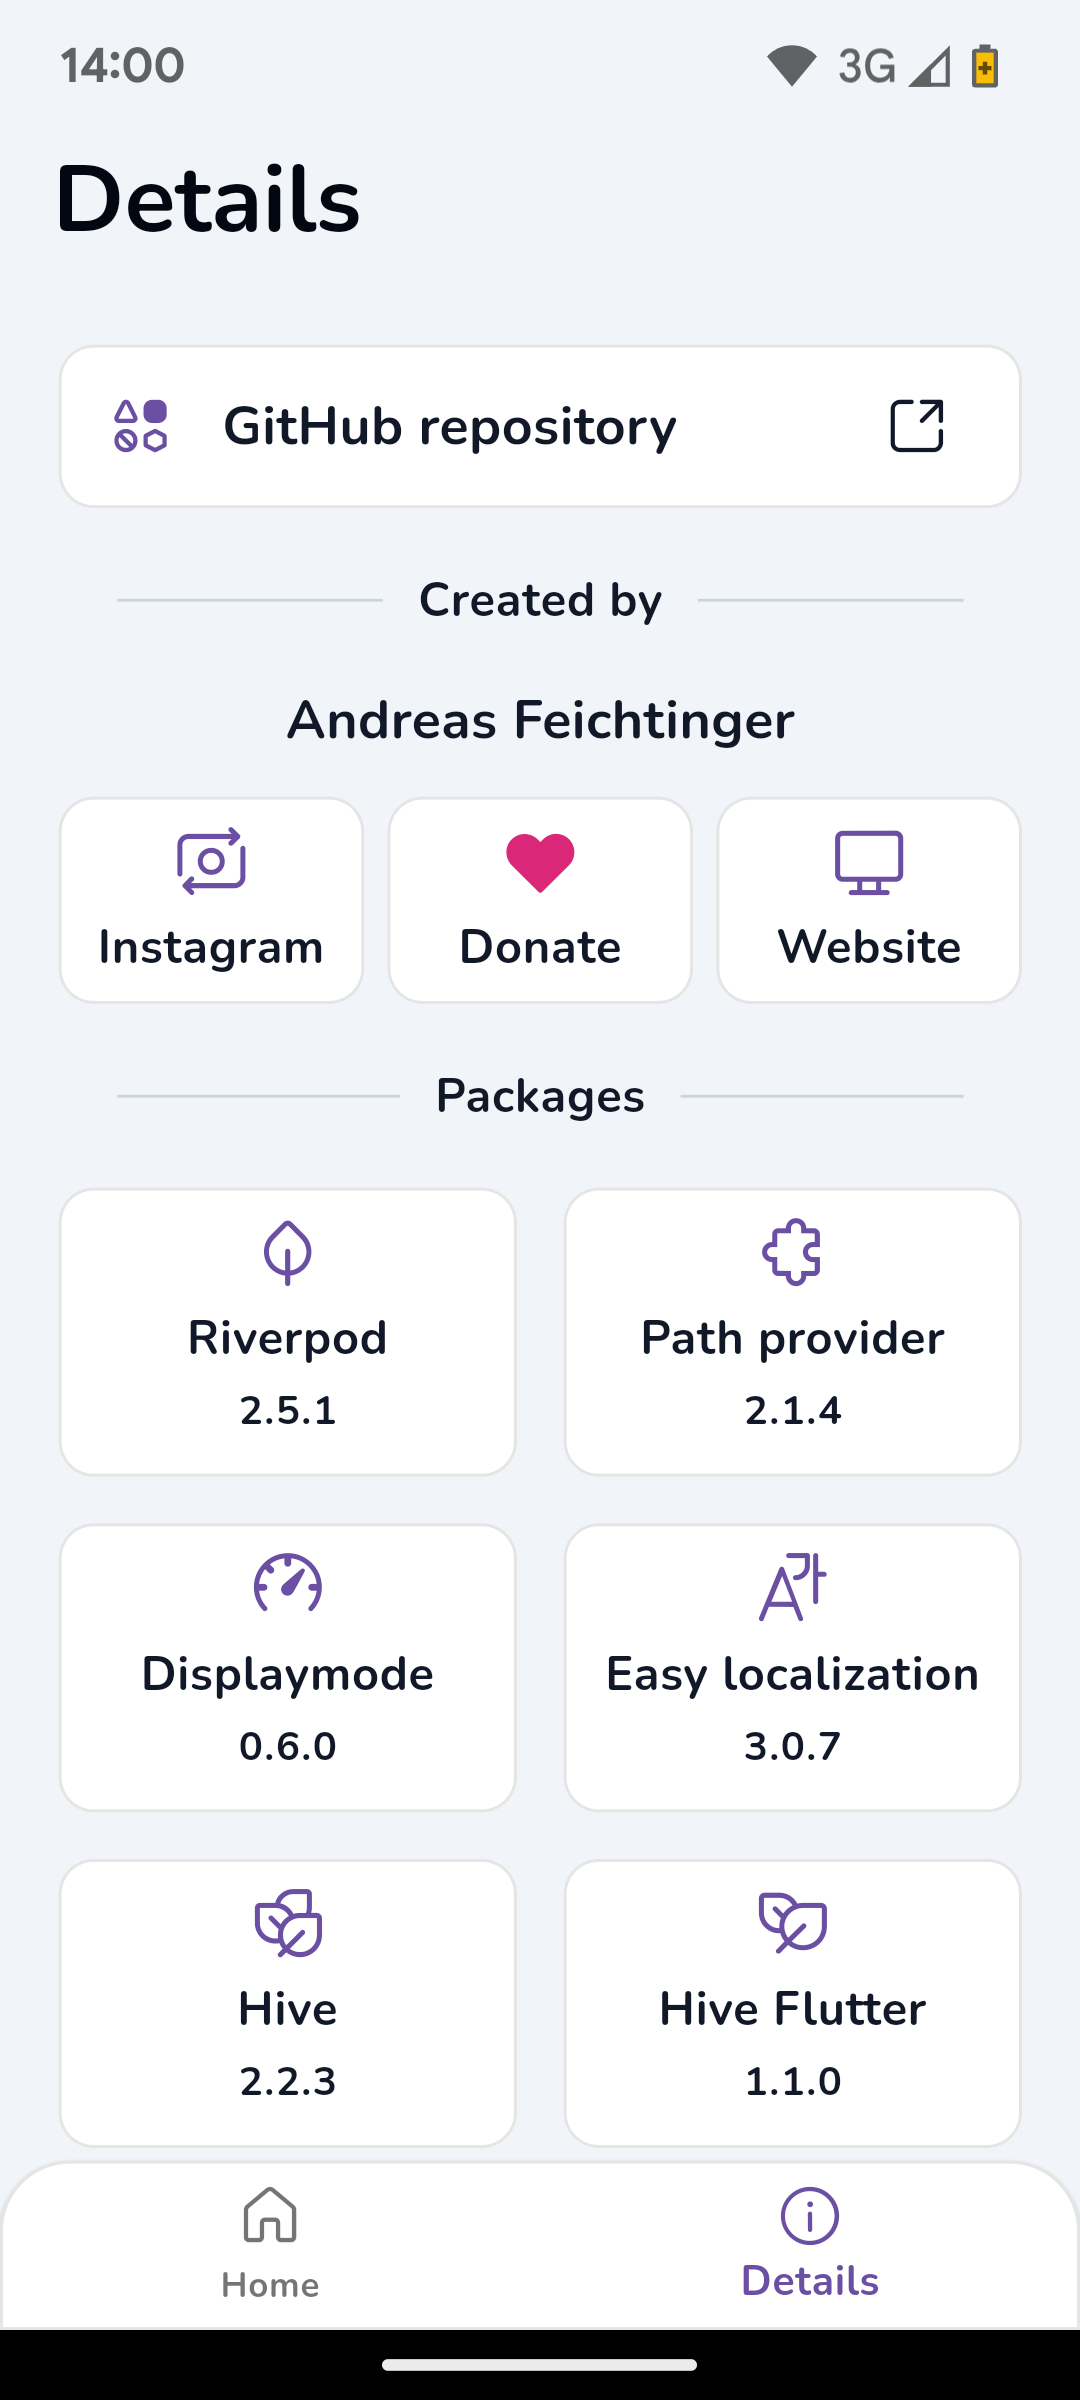 14:00
3G
Details
GitHub repository
Created by
Andreas Feichtinger
Instagram
Donate
Website
Packages
Riverpod
2.5.1
Path provider
2.1.4
Displaymode
0.6.0
Easy localization
3.0.7
Hive
2.2.3
Hive Flutter
1.1.0
Home
Details